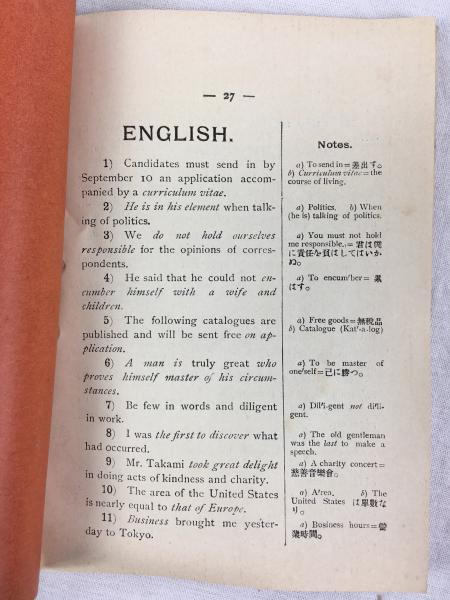 — 27 —
ENGLISH.
1) Candidates must send in by
September 10 an application accom-
panied by a curriculum vitae.
2) He is in his element when talk-
ing of politics.
3) We do not hold ourselves
responsible for the opinions of corres-
pondents.
4) He said that he could not en-
cumber himself with a wife and
children.
5) The following catalogues are
published and will be sent free on ap-
plication.
6) A man is truly great who
proves himself master of his circum-
stances.
7) Be few in words and diligent
in work.
8) I was the first to discover what
had occurred.
9) Mr. Takami took great delight
in doing acts of kindness and charity.
10) The area of the United States
is nearly equal to that of Europe.
11) Business brought me yester-
day to Tokyo.
Notes.
a) To send in=差出す。
b) Curriculum vitae=the
course of living.
a) Politics, b) When
(he is) talking of politics.
a) You must not hold
me responsible,=君は僕
に責任を負はしてはいか
ぬ。
a) To encum'ber=累
はす。
a) Free goods=無税品
b) Catalogue (Kat'-a-log)
a) To be master of
one/self=己に勝つ。
a) Dil'i-gent not di'li-
gent.
a) The old gentleman
was the last to make a
speech.
a) A charity concert=
慈善音樂會。
a) A'rea, b) The
United States は單數な
り。
a) Business hours=營
業時間。